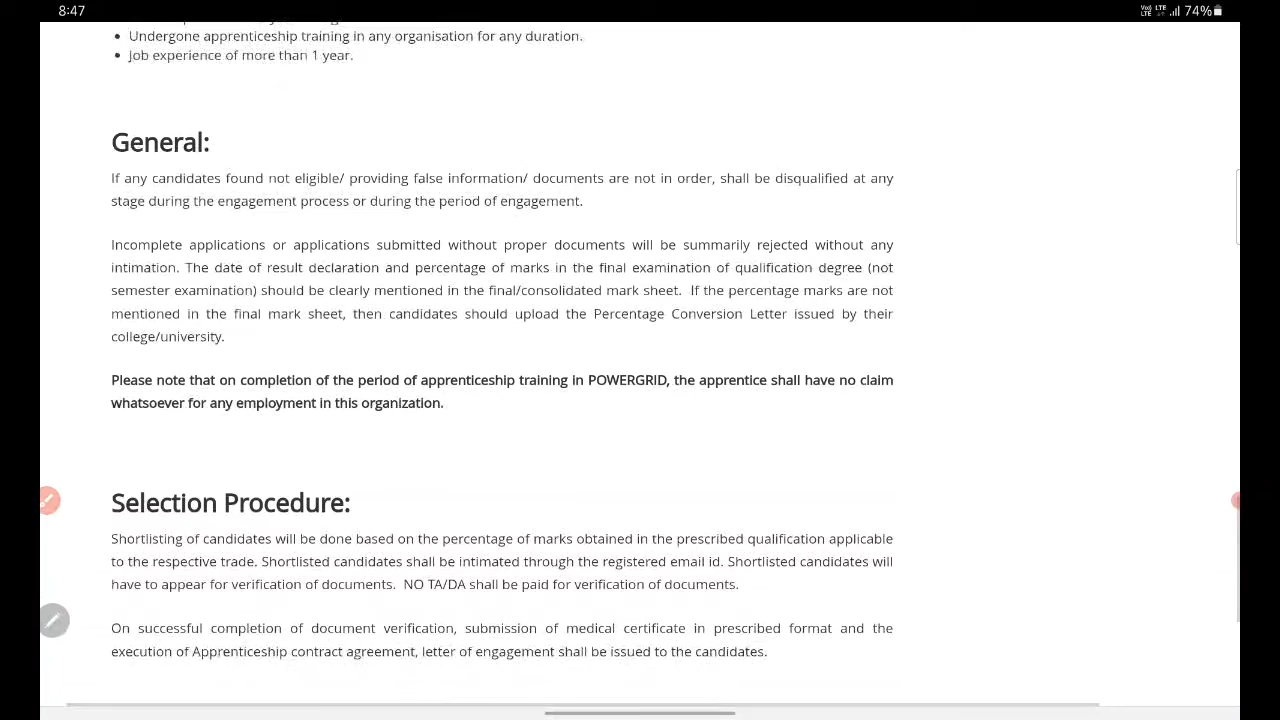 8:47
Vo) LTE
LTE
74%
• Undergone apprenticeship training in any organisation for any duration.
• Job experience of more than 1 year.
General:
If any candidates found not eligible/ providing false information/ documents are not in order, shall be disqualified at any
stage during the engagement process or during the period of engagement.
Incomplete applications or applications submitted without proper documents will be summarily rejected without any
intimation. The date of result declaration and percentage of marks in the final examination of qualification degree (not
semester examination) should be clearly mentioned in the final/consolidated mark sheet. If the percentage marks are not
mentioned in the final mark sheet, then candidates should upload the Percentage Conversion Letter issued by their
college/university.
Please note that on completion of the period of apprenticeship training in POWERGRID, the apprentice shall have no claim
whatsoever for any employment in this organization.
Selection Procedure:
Shortlisting of candidates will be done based on the percentage of marks obtained in the prescribed qualification applicable
to the respective trade. Shortlisted candidates shall be intimated through the registered email id. Shortlisted candidates will
have to appear for verification of documents. NO TA/DA shall be paid for verification of documents.
On successful completion of document verification, submission of medical certificate in prescribed format and the
execution of Apprenticeship contract agreement, letter of engagement shall be issued to the candidates.